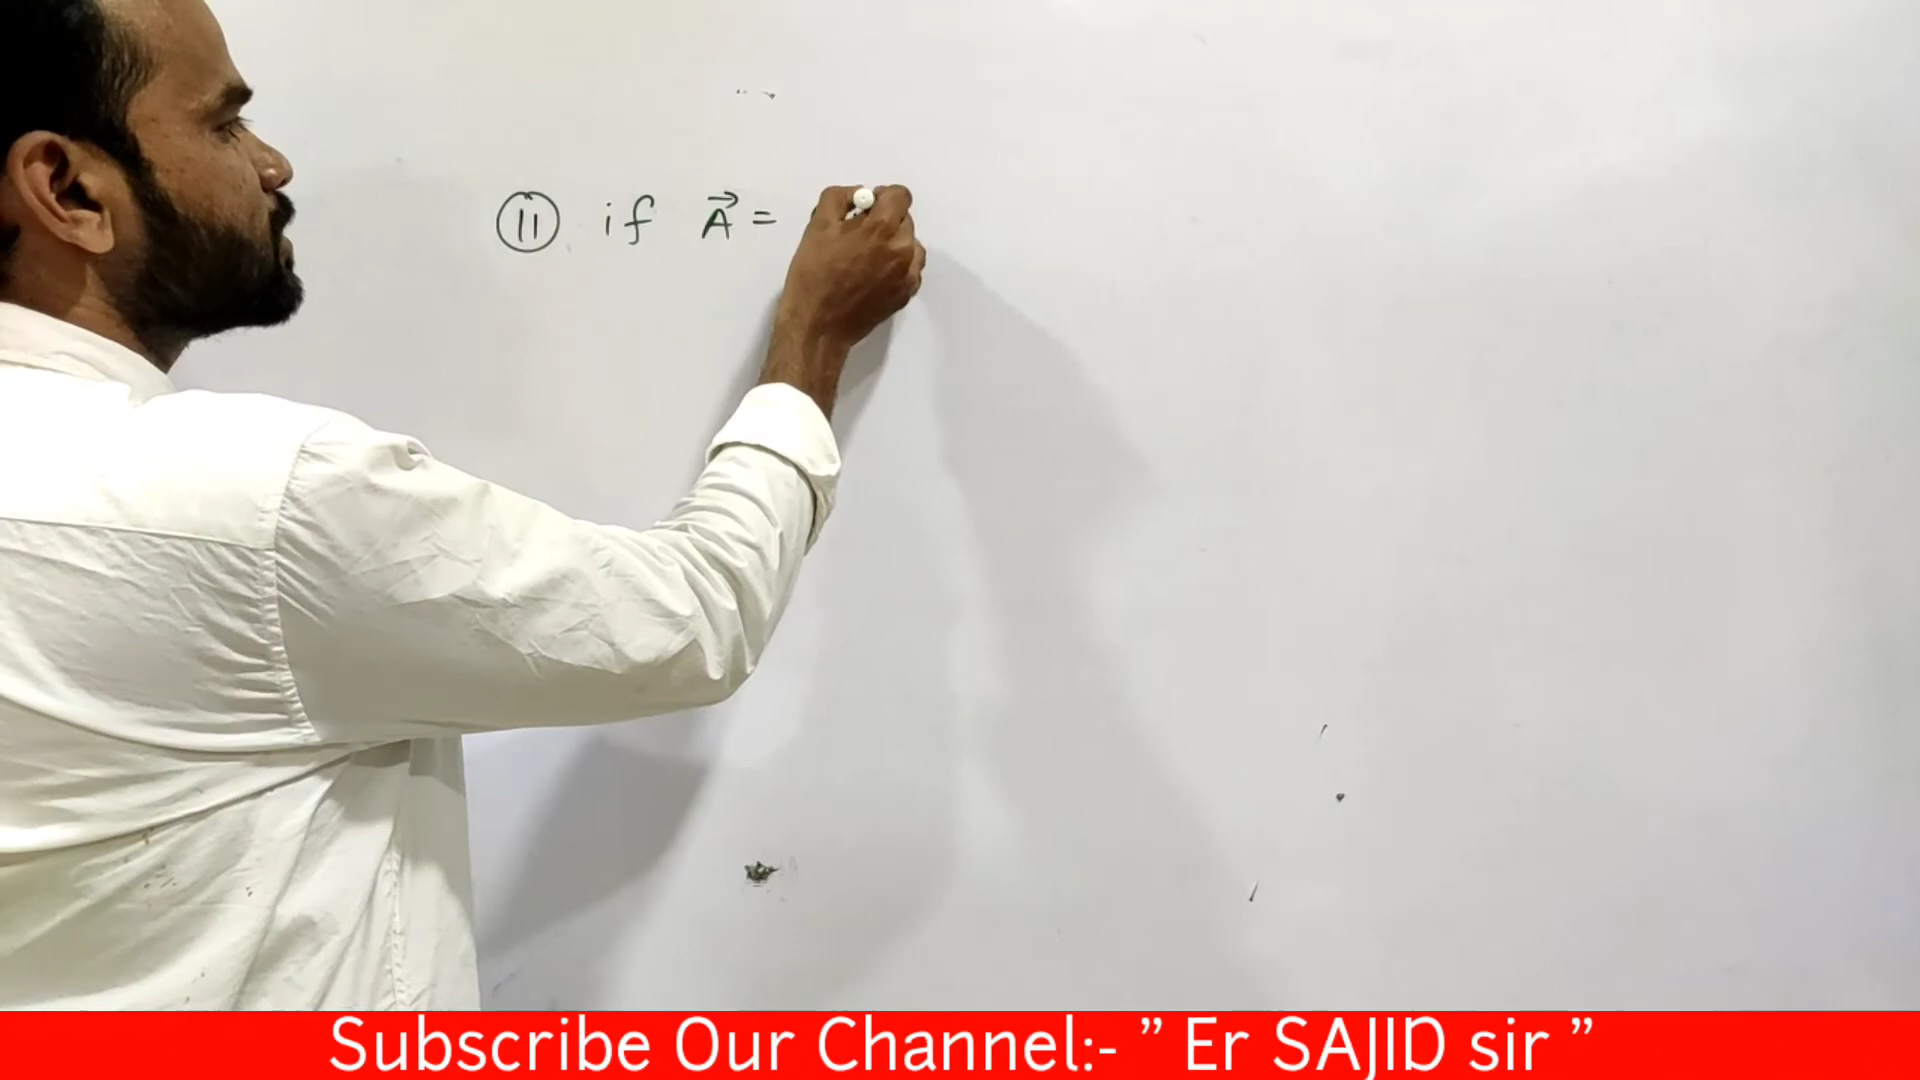 (11) if A⃗ =
Subscribe Our Channel:- ” Er SAJID sir ”